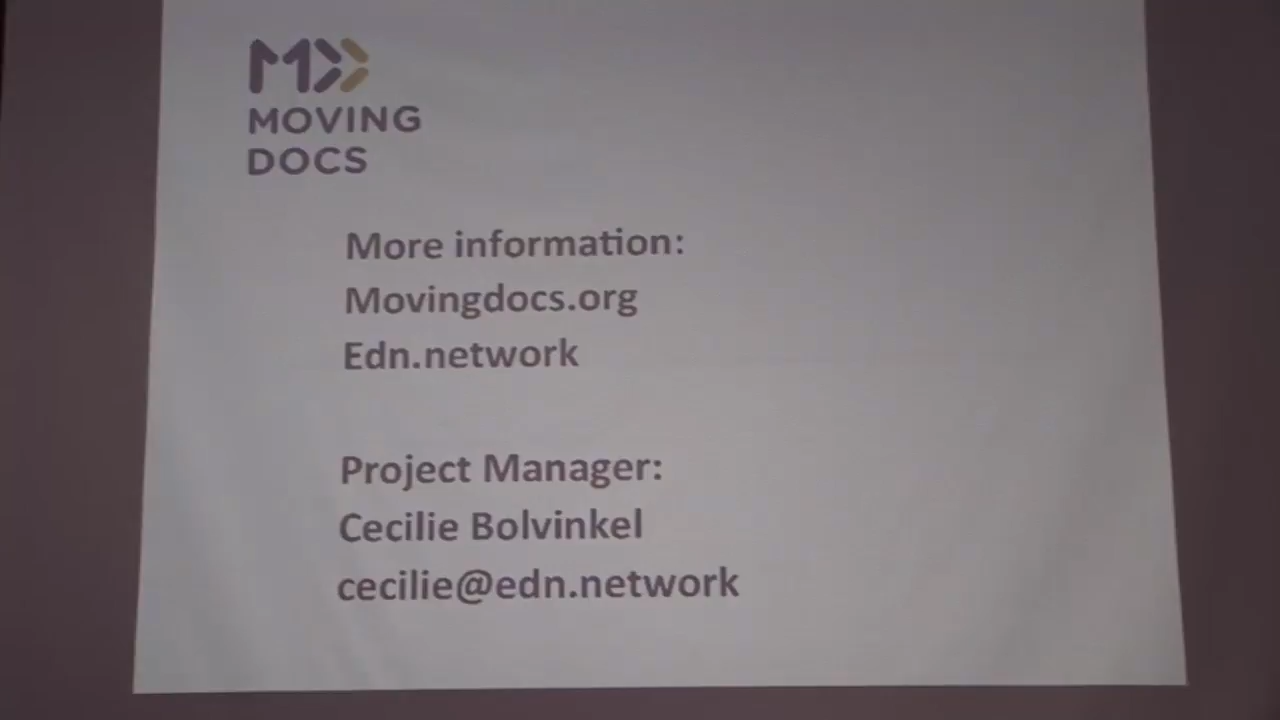 MOVING
DOCS
More information:
Movingdocs.org
Edn.network
Project Manager:
Cecilie Bolvinkel
cecilie@edn.network